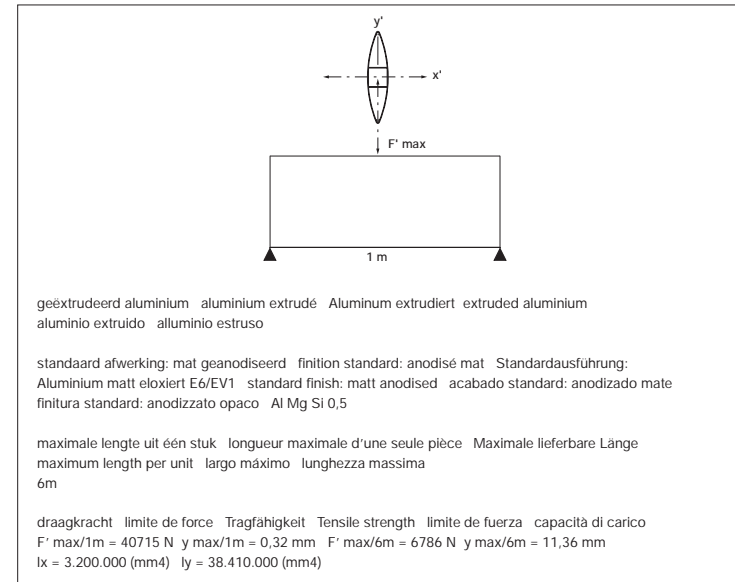 y'
x'
F' max
1 m
geëxtrudeerd aluminium aluminium extrudé Aluminum extrudiert extruded aluminium
aluminio extruido alluminio estruso
standaard afwerking: mat geanodiseerd finition standard: anodisé mat Standardausführung:
Aluminium matt eloxiert E6/EV1 standard finish: matt anodised acabado standard: anodizado mate
finitura standard: anodizzato opaco Al Mg Si 0,5
maximale lengte uit één stuk longueur maximale d'une seule pièce Maximale lieferbare Länge
maximum length per unit largo máximo lunghezza massima
6m
draagkracht limite de force Tragfähigkeit Tensile strength limite de fuerza capacità di carico
F' max/1m = 40715 N y max/1m = 0,32 mm F' max/6m = 6786 N y max/6m = 11,36 mm
Ix = 3.200.000 (mm4) Iy = 38.410.000 (mm4)